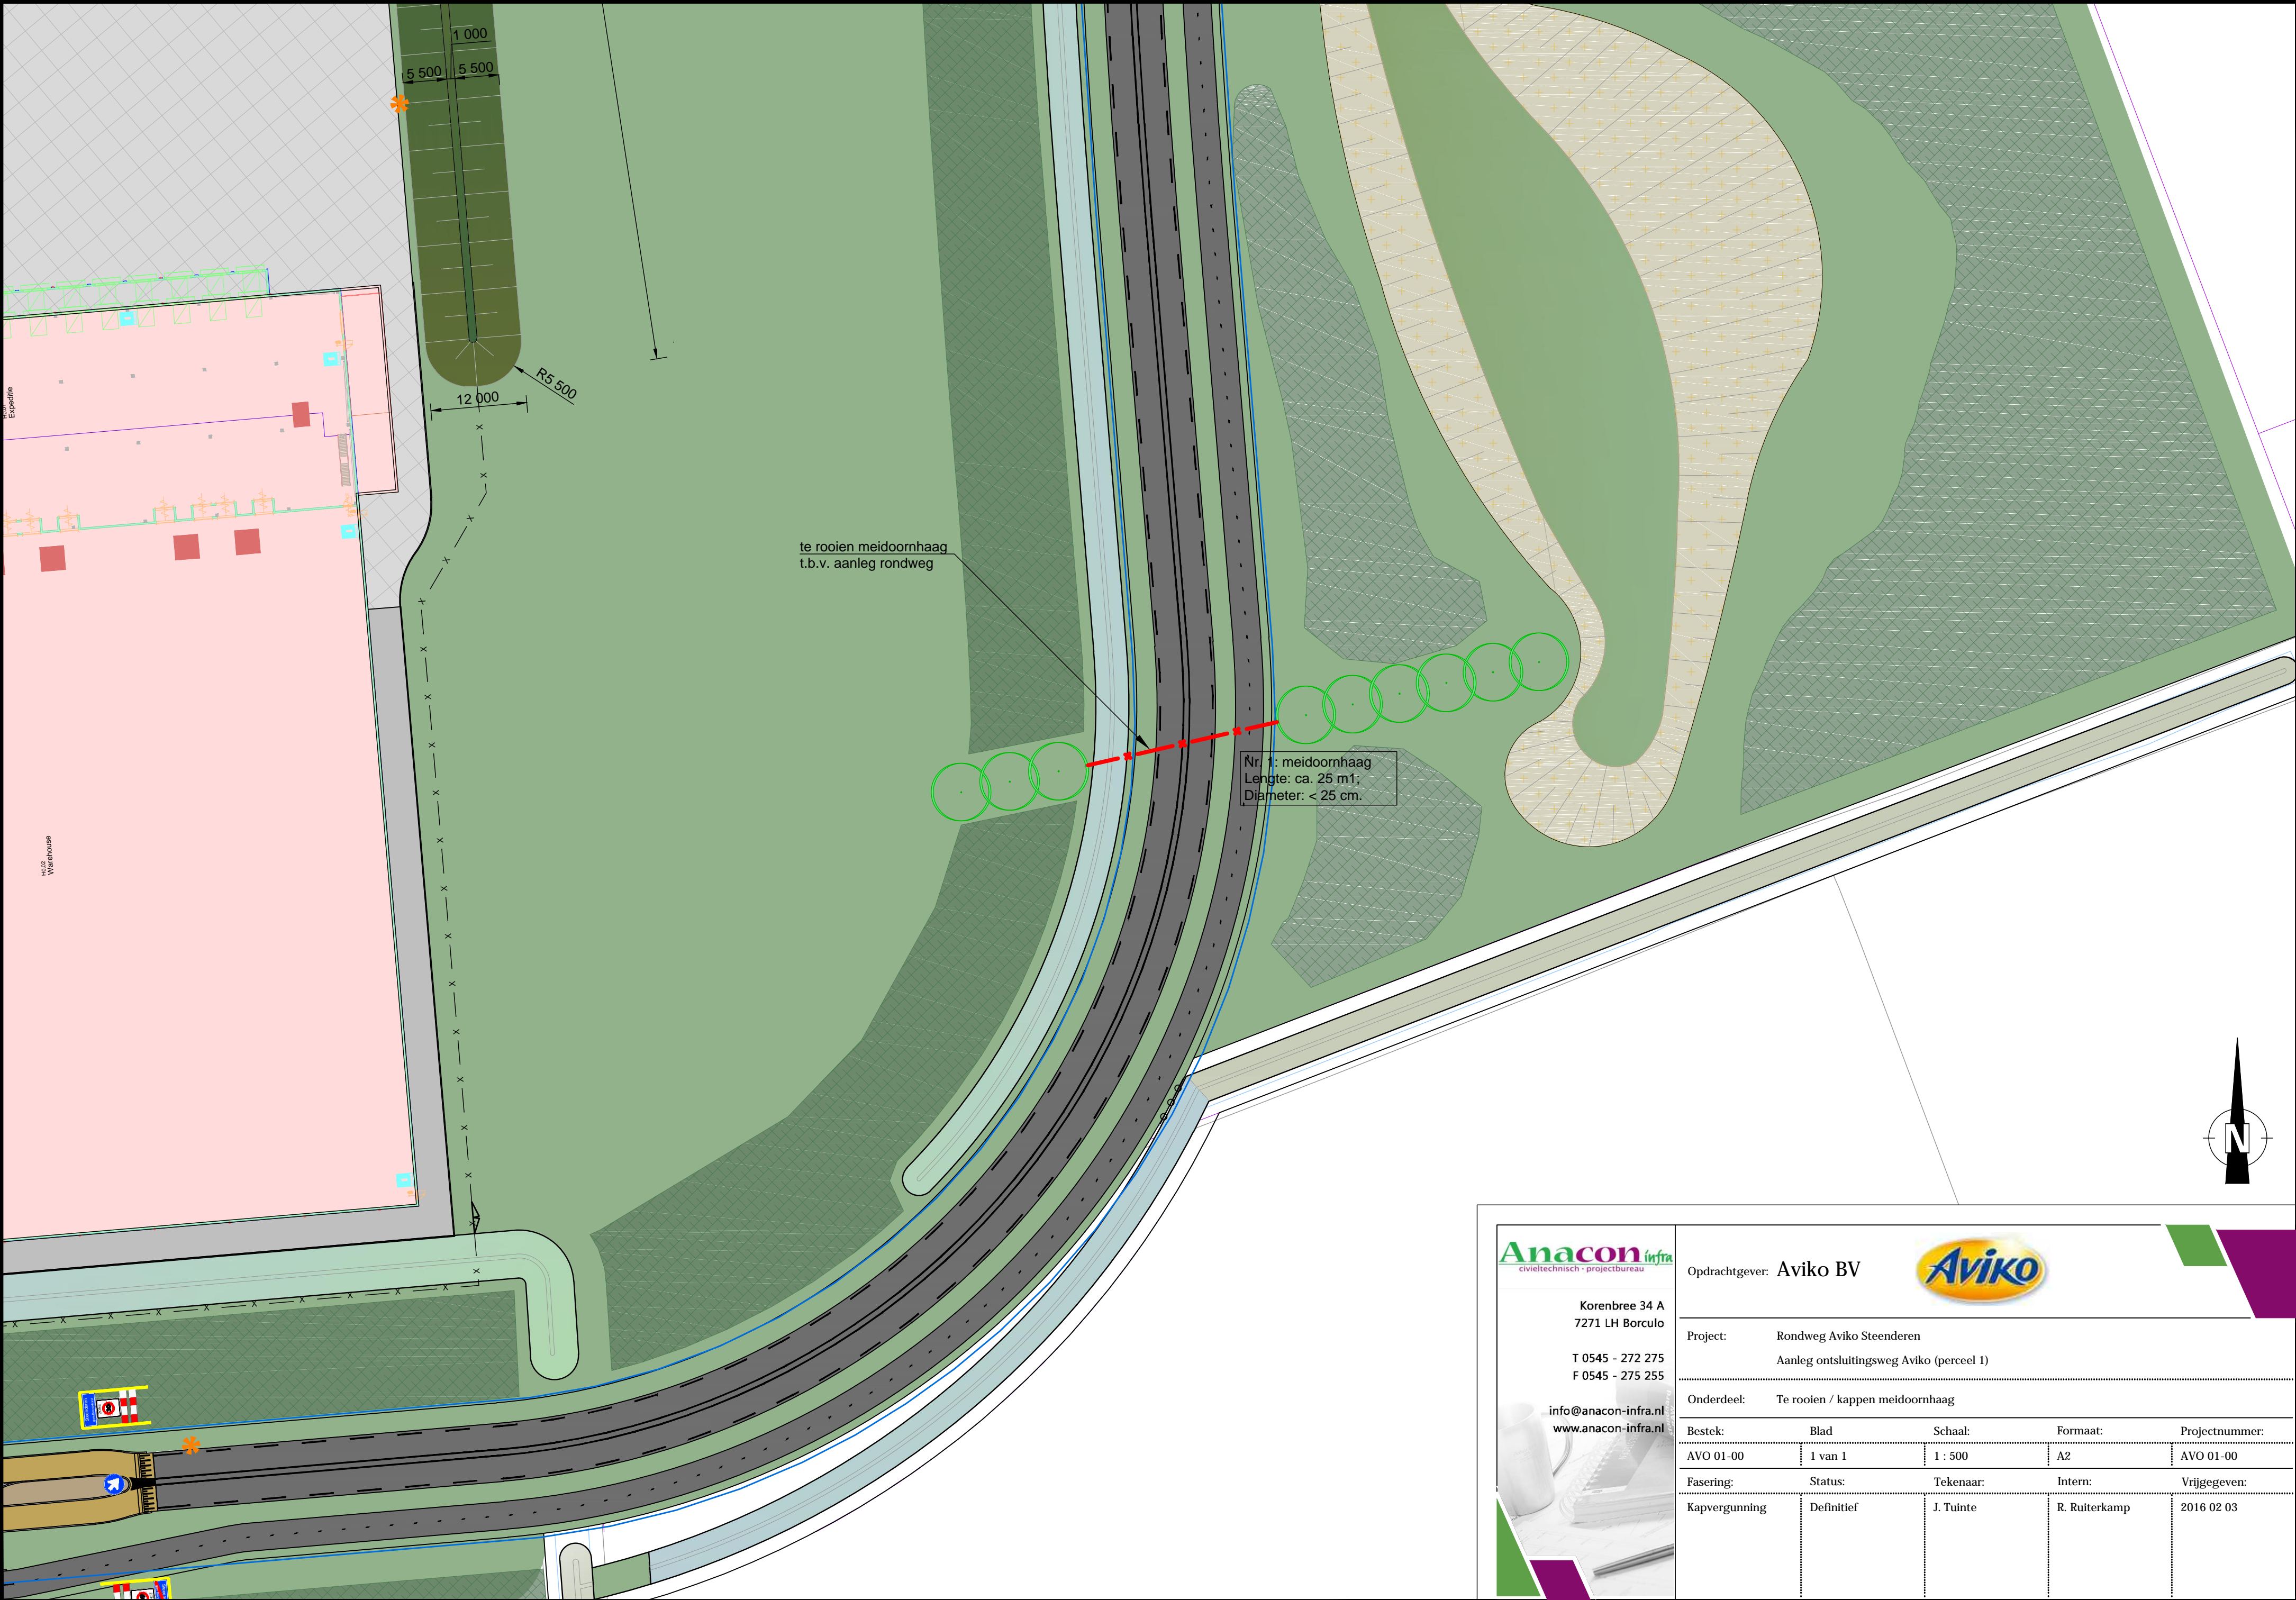 1 000
5 500
5 500
R5 500
12 000
Expeditie
te rooien meidoornhaag
t.b.v. aanleg rondweg
Nr. 1: meidoornhaag
Lengte: ca. 25 m1;
Diameter: < 25 cm.
H0.02
Warehouse
N
Anacon infra
civieltechnisch - projectbureau
Korenbree 34 A
7271 LH Borculo
T 0545 - 272 275
F 0545 - 275 255
info@anacon-infra.nl
www.anacon-infra.nl
Opdrachtgever: Aviko BV
Aviko
Project: Rondweg Aviko Steenderen
Aanleg ontsluitingsweg Aviko (perceel 1)
Onderdeel: Te rooien / kappen meidoornhaag
Bestek: Blad Schaal: Formaat: Projectnummer:
AVO 01-00 1 van 1 1 : 500 A2 AVO 01-00
Fasering: Status: Tekenaar: Intern: Vrijgegeven:
Kapvergunning Definitief J. Tuinte R. Ruiterkamp 2016 02 03